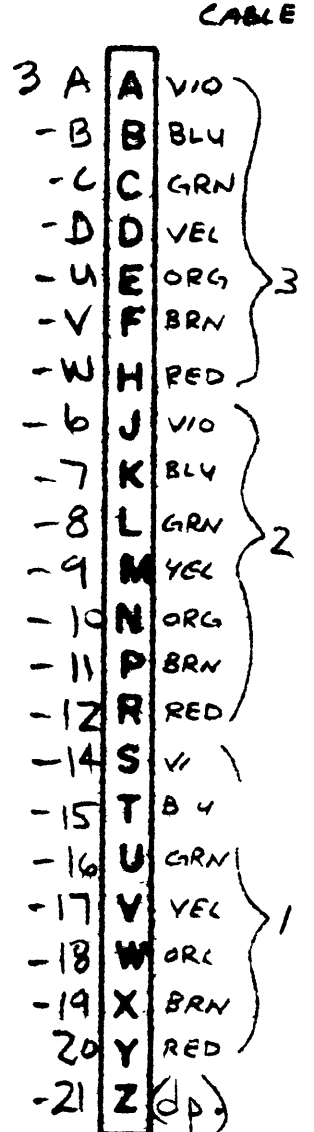 CABLE
3 A A VIO
-B B BLU
-C C GRN
-D D YEL
-U E ORG
-V F BRN
-W H RED
3
-6 J VIO
-7 K BLU
-8 L GRN
-9 M YEL
-10 N ORG
-11 P BRN
-12 R RED
2
-14 S VI
-15 T B U
-16 U GRN
-17 V YEL
-18 W ORG
-19 X BRN
20 Y RED
1
-21 Z (dp.)